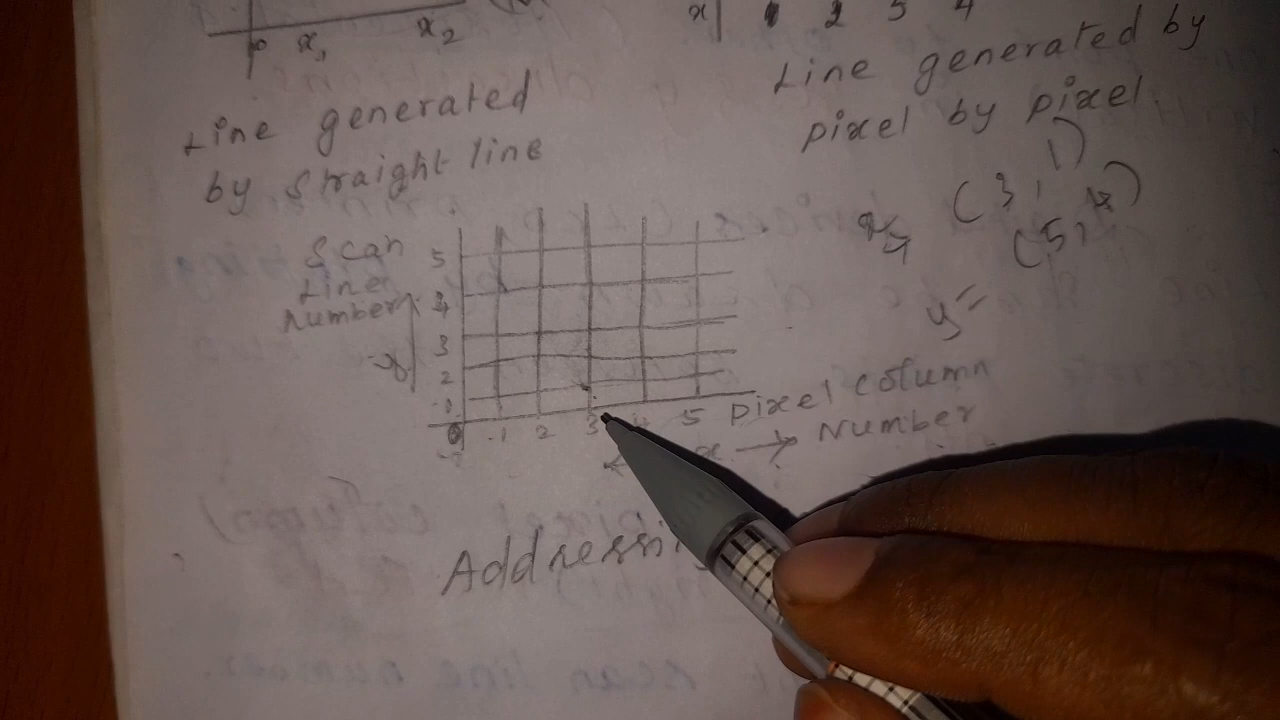 0 x₁ x₂
x 1 2 3 4
Line generated
by Straight line
Line generated by
pixel by pixel
(3, 1)
(5, 4)
y=
Scan
Line
Number
5
4
3
2
1
0 1 2 3 4 5
Pixel column
Number
x →